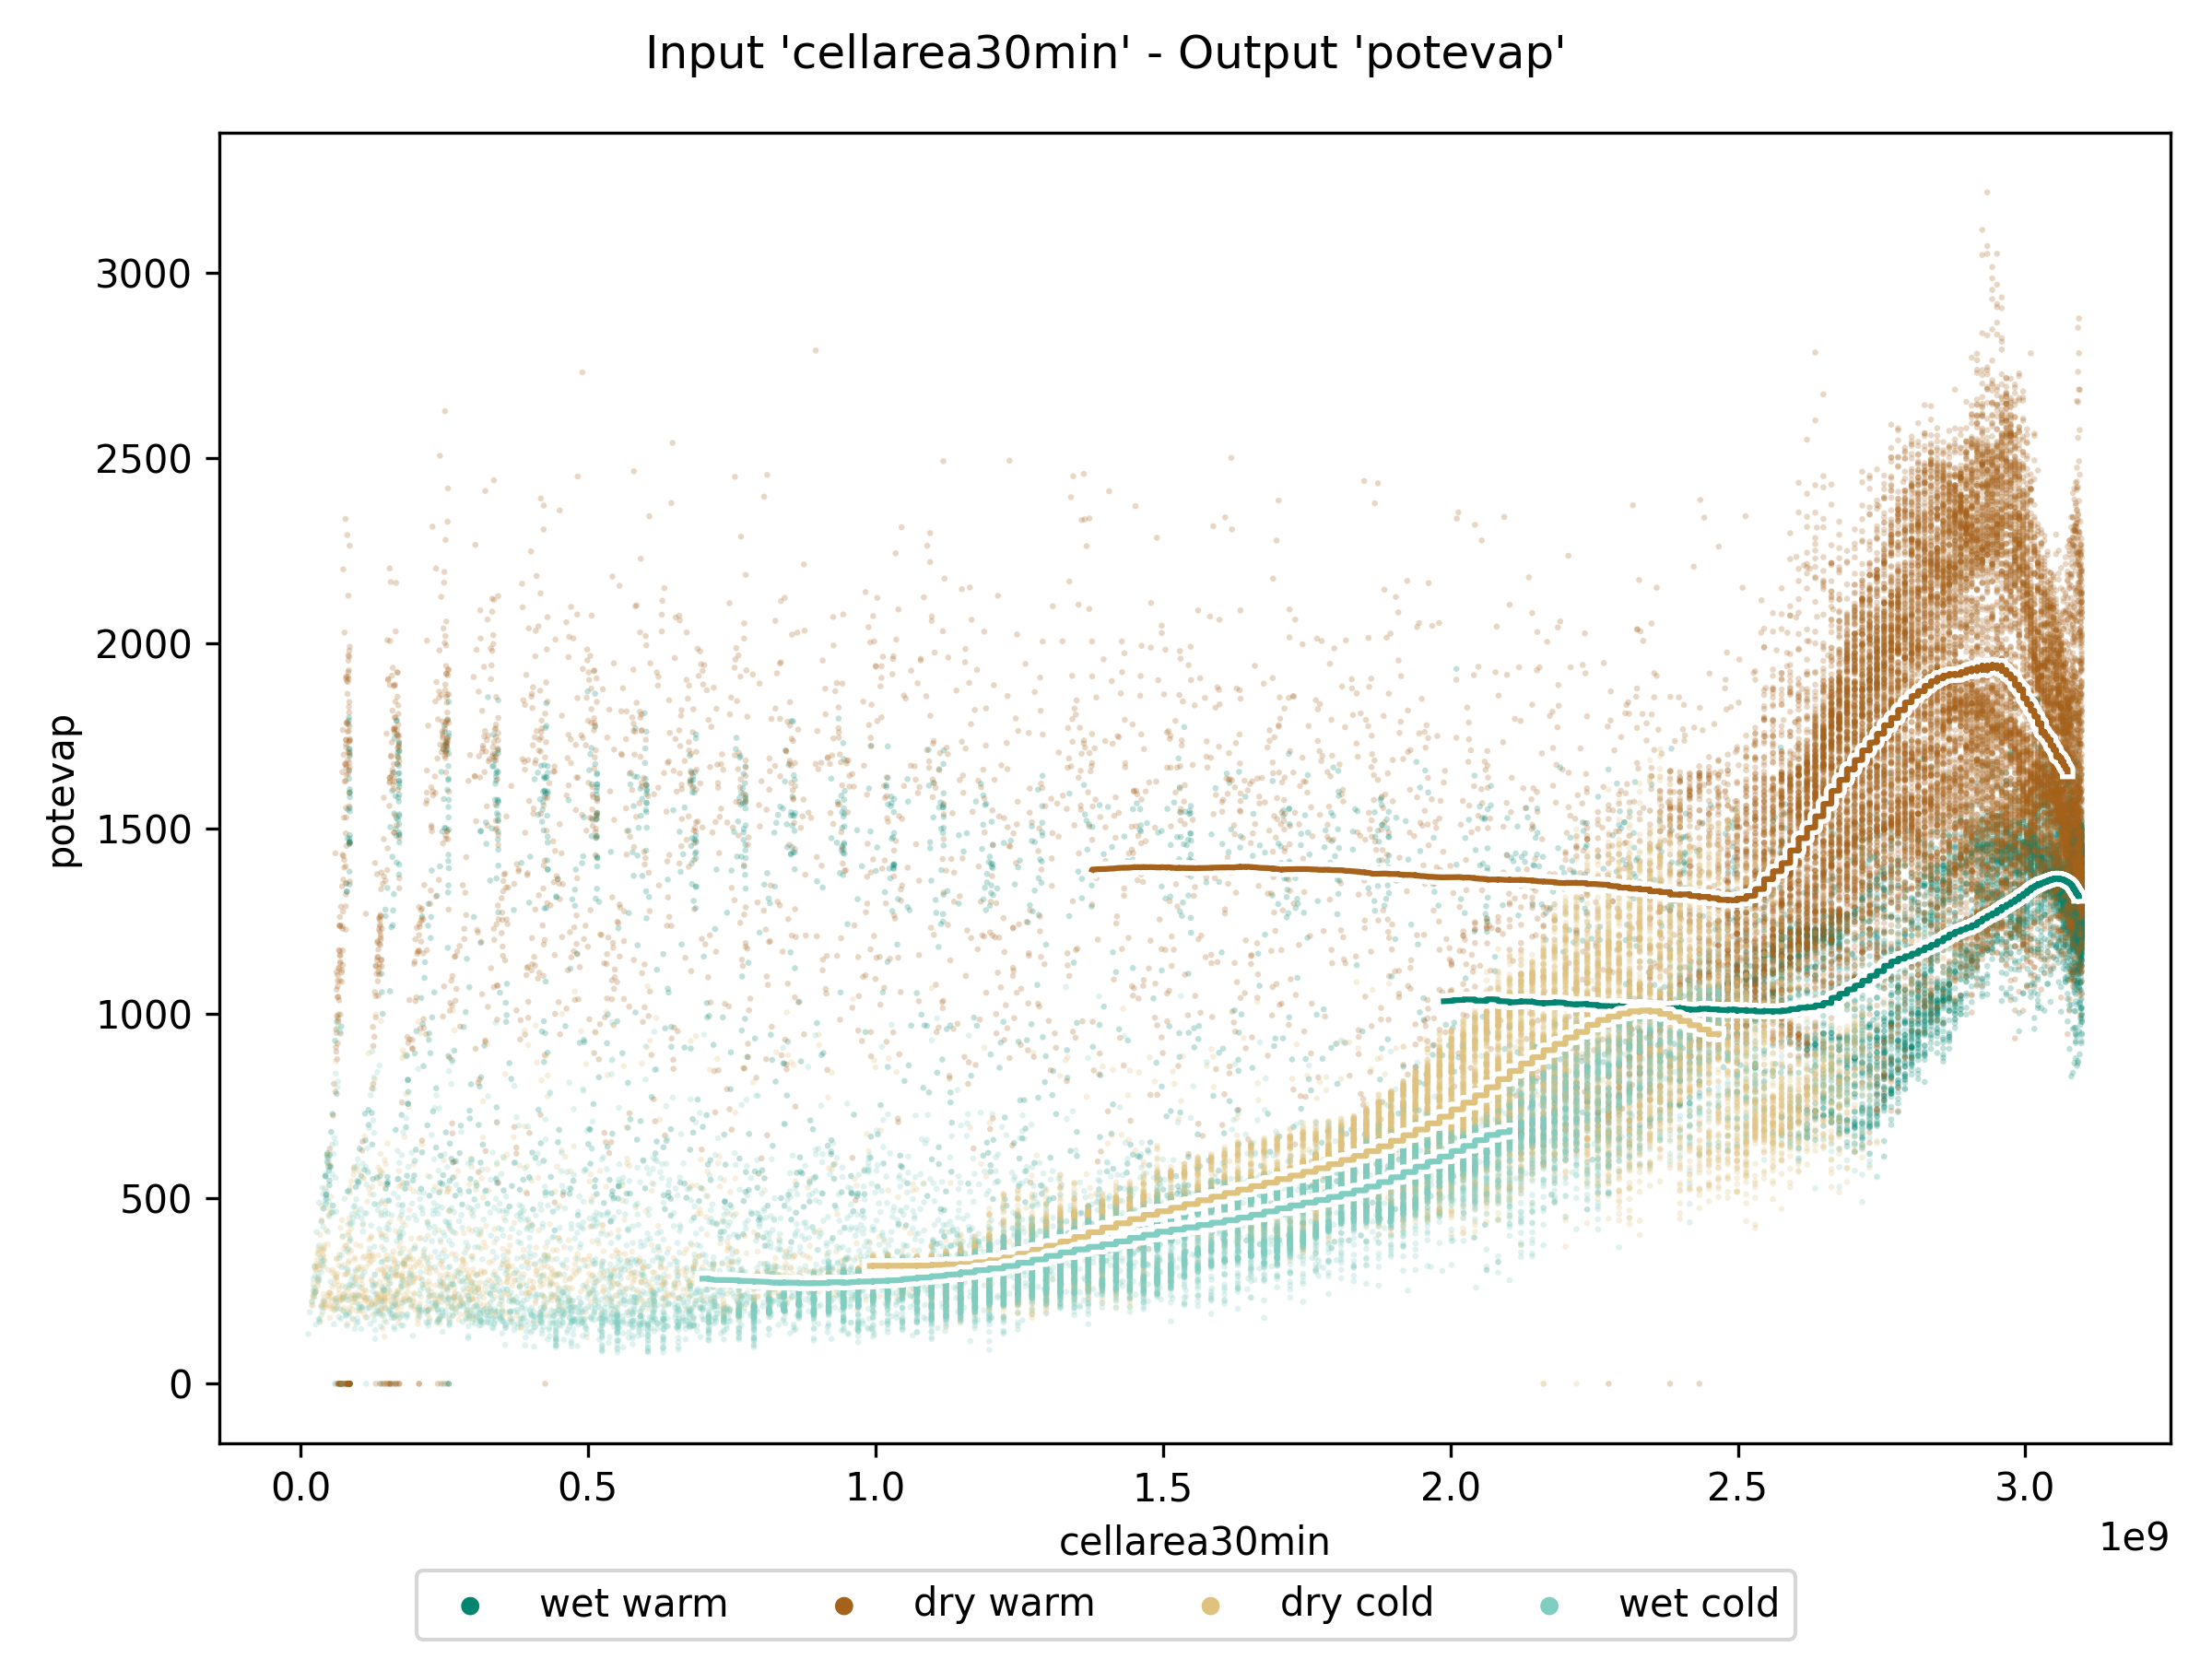 Input 'cellarea30min' - Output 'potevap'
3000
2500
2000
1500
1000
500
0
potevap
0.0 0.5 1.0 1.5 2.0 2.5 3.0
1e9
cellarea30min
wet warm dry warm dry cold wet cold